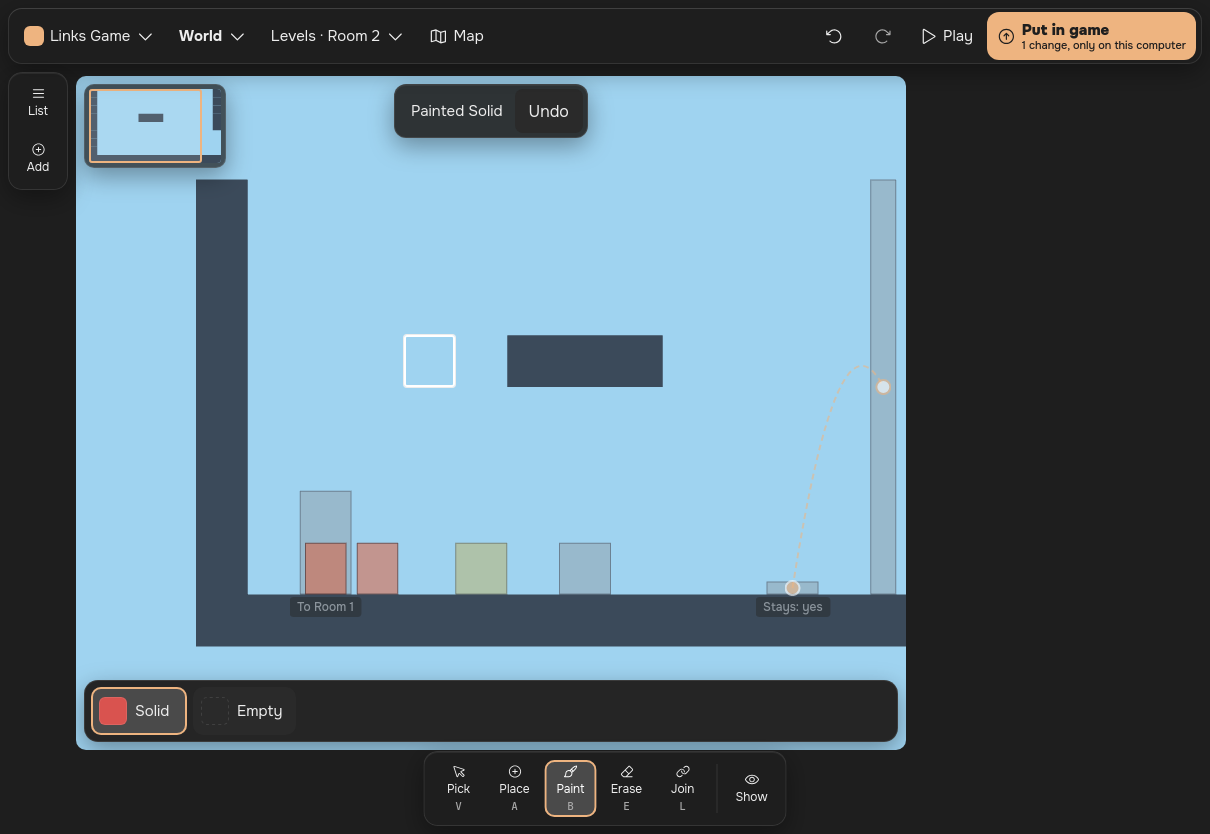 Links Game
World
Levels · Room 2
Map
Play
Put in game
1 change, only on this computer
List
Add
Painted Solid
Undo
To Room 1
Stays: yes
Solid
Empty
Pick
V
Place
A
Paint
B
Erase
E
Join
L
Show